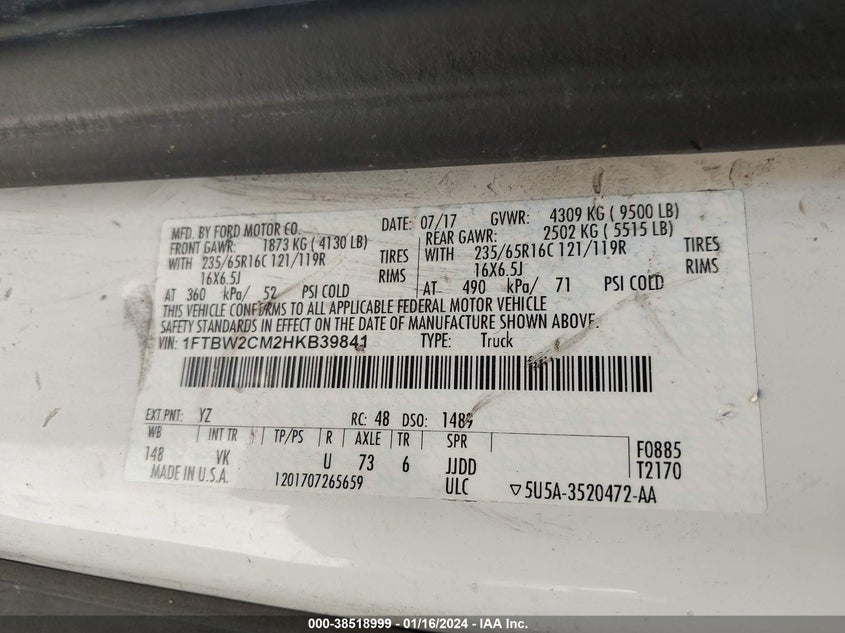 MFD. BY FORD MOTOR CO. DATE: 07/17 GVWR: 4309 KG ( 9500 LB)
FRONT GAWR: 1873 KG ( 4130 LB) REAR GAWR: 2502 KG ( 5515 LB)
WITH 235/65R16C 121/119R TIRES WITH 235/65R16C 121/119R TIRES
16X6.5J RIMS 16X6.5J RIMS
AT 360 kPa/ 52 PSI COLD AT 490 kPa/ 71 PSI COLD
THIS VEHICLE CONFORMS TO ALL APPLICABLE FEDERAL MOTOR VEHICLE
SAFETY STANDARDS IN EFFECT ON THE DATE OF MANUFACTURE SHOWN ABOVE.
VIN: 1FTBW2CM2HKB39841 TYPE: Truck
EXT PNT: YZ RC: 48 DSO: 1489
WB INT TR TP/PS R AXLE TR SPR F0885
148 VK U 73 6 JJDD T2170
MADE IN U.S.A. 1201707265659 ULC ▽5U5A-3520472-AA
000-38518999 - 01/16/2024 - IAA Inc.